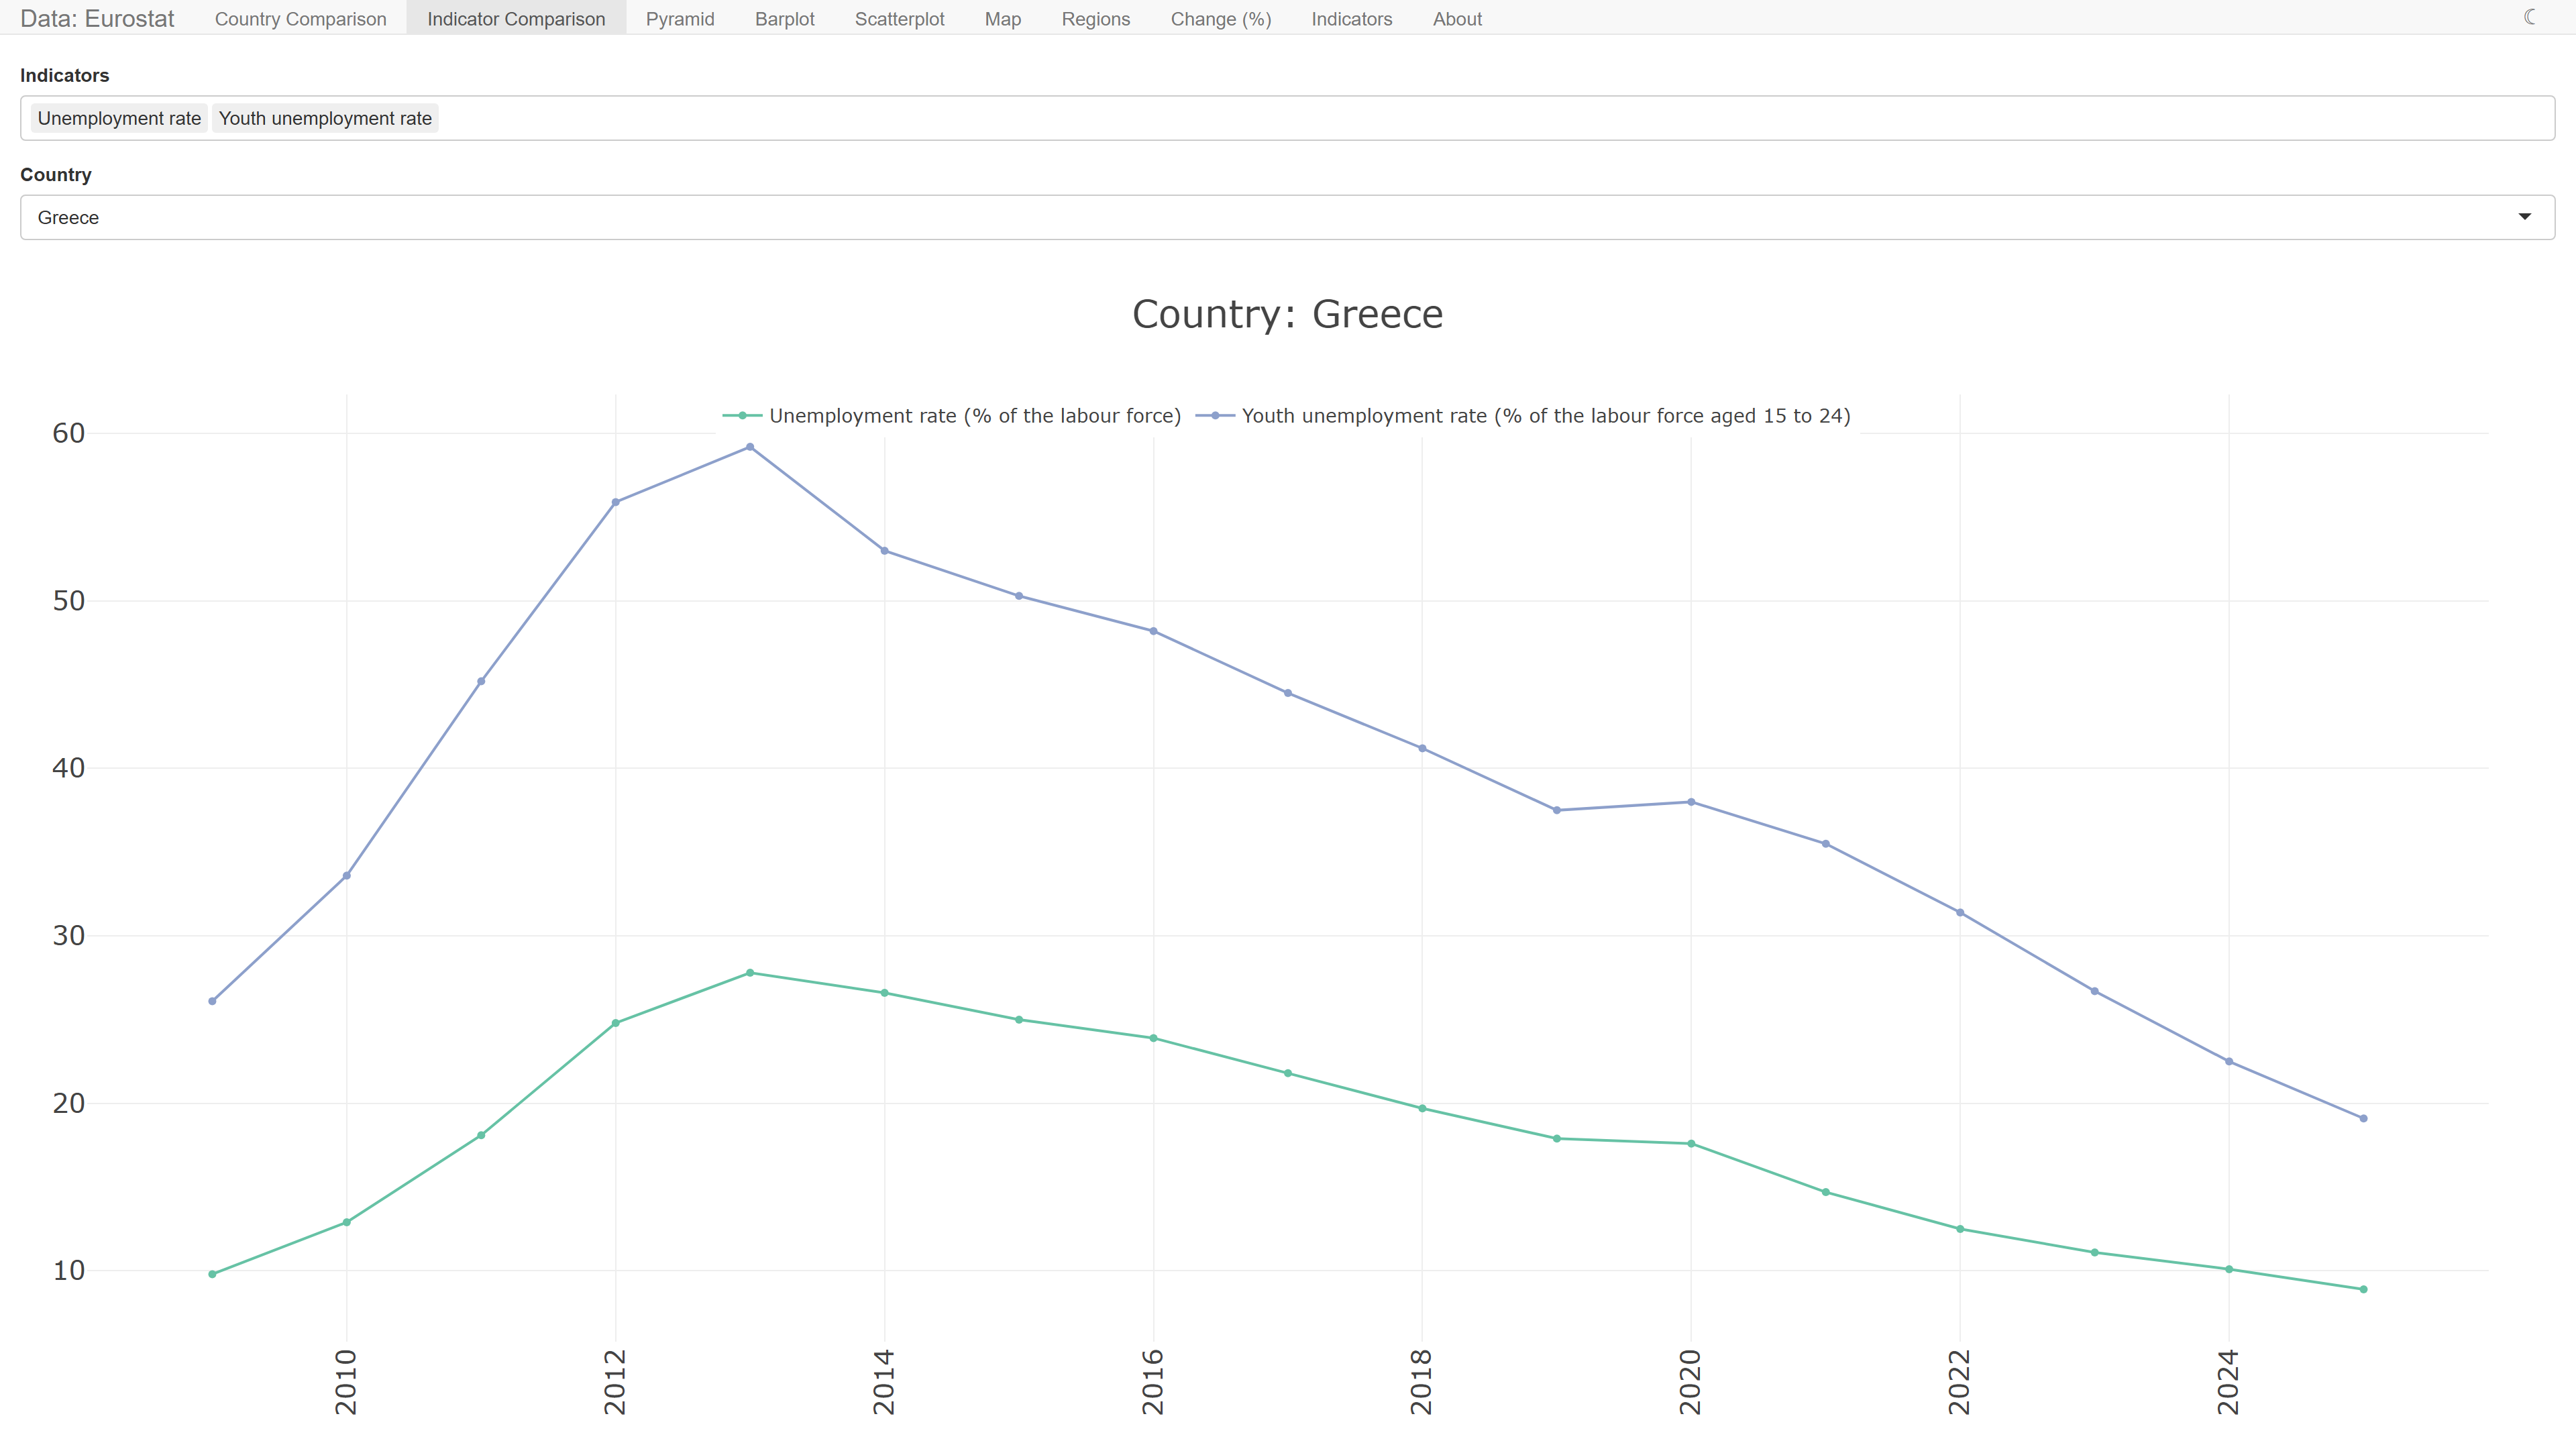 Data: Eurostat Country Comparison Indicator Comparison Pyramid Barplot Scatterplot Map Regions Change (%) Indicators About
Indicators
Unemployment rate Youth unemployment rate
Country
Greece
Country: Greece
Unemployment rate (% of the labour force) Youth unemployment rate (% of the labour force aged 15 to 24)
60
50
40
30
20
10
2010 2012 2014 2016 2018 2020 2022 2024